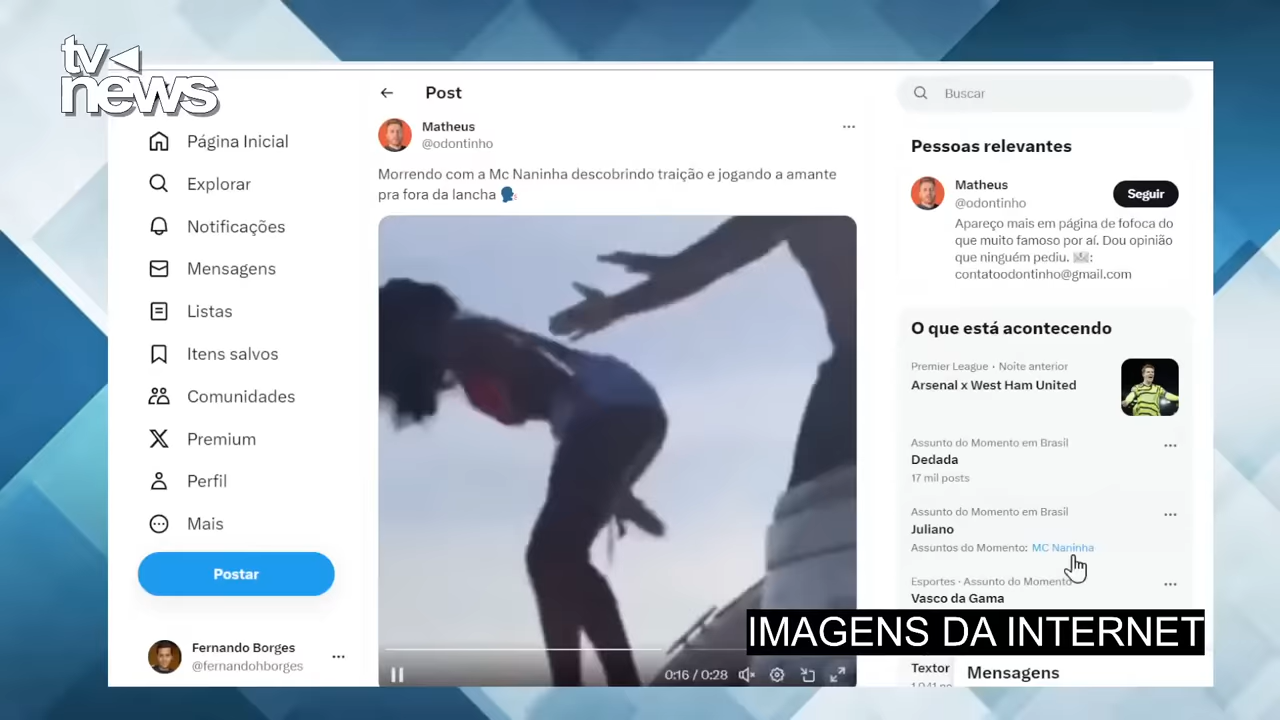 tv
news
Página Inicial
Explorar
Notificações
Mensagens
Listas
Itens salvos
Comunidades
Premium
Perfil
Mais
Postar
Fernando Borges
@fernandohborges
Post
Matheus
@odontinho
Morrendo com a Mc Naninha descobrindo traição e jogando a amante
pra fora da lancha
0:16 / 0:28
Buscar
Pessoas relevantes
Matheus
@odontinho
Seguir
Apareço mais em página de fofoca do
que muito famoso por aí. Dou opinião
que ninguém pediu. :
contatoodontinho@gmail.com
O que está acontecendo
Premier League · Noite anterior
Arsenal x West Ham United
Assunto do Momento em Brasil
Dedada
17 mil posts
Assunto do Momento em Brasil
Juliano
Assuntos do Momento: MC Naninha
Esportes · Assunto do Momento
Vasco da Gama
IMAGENS DA INTERNET
Textor
Mensagens